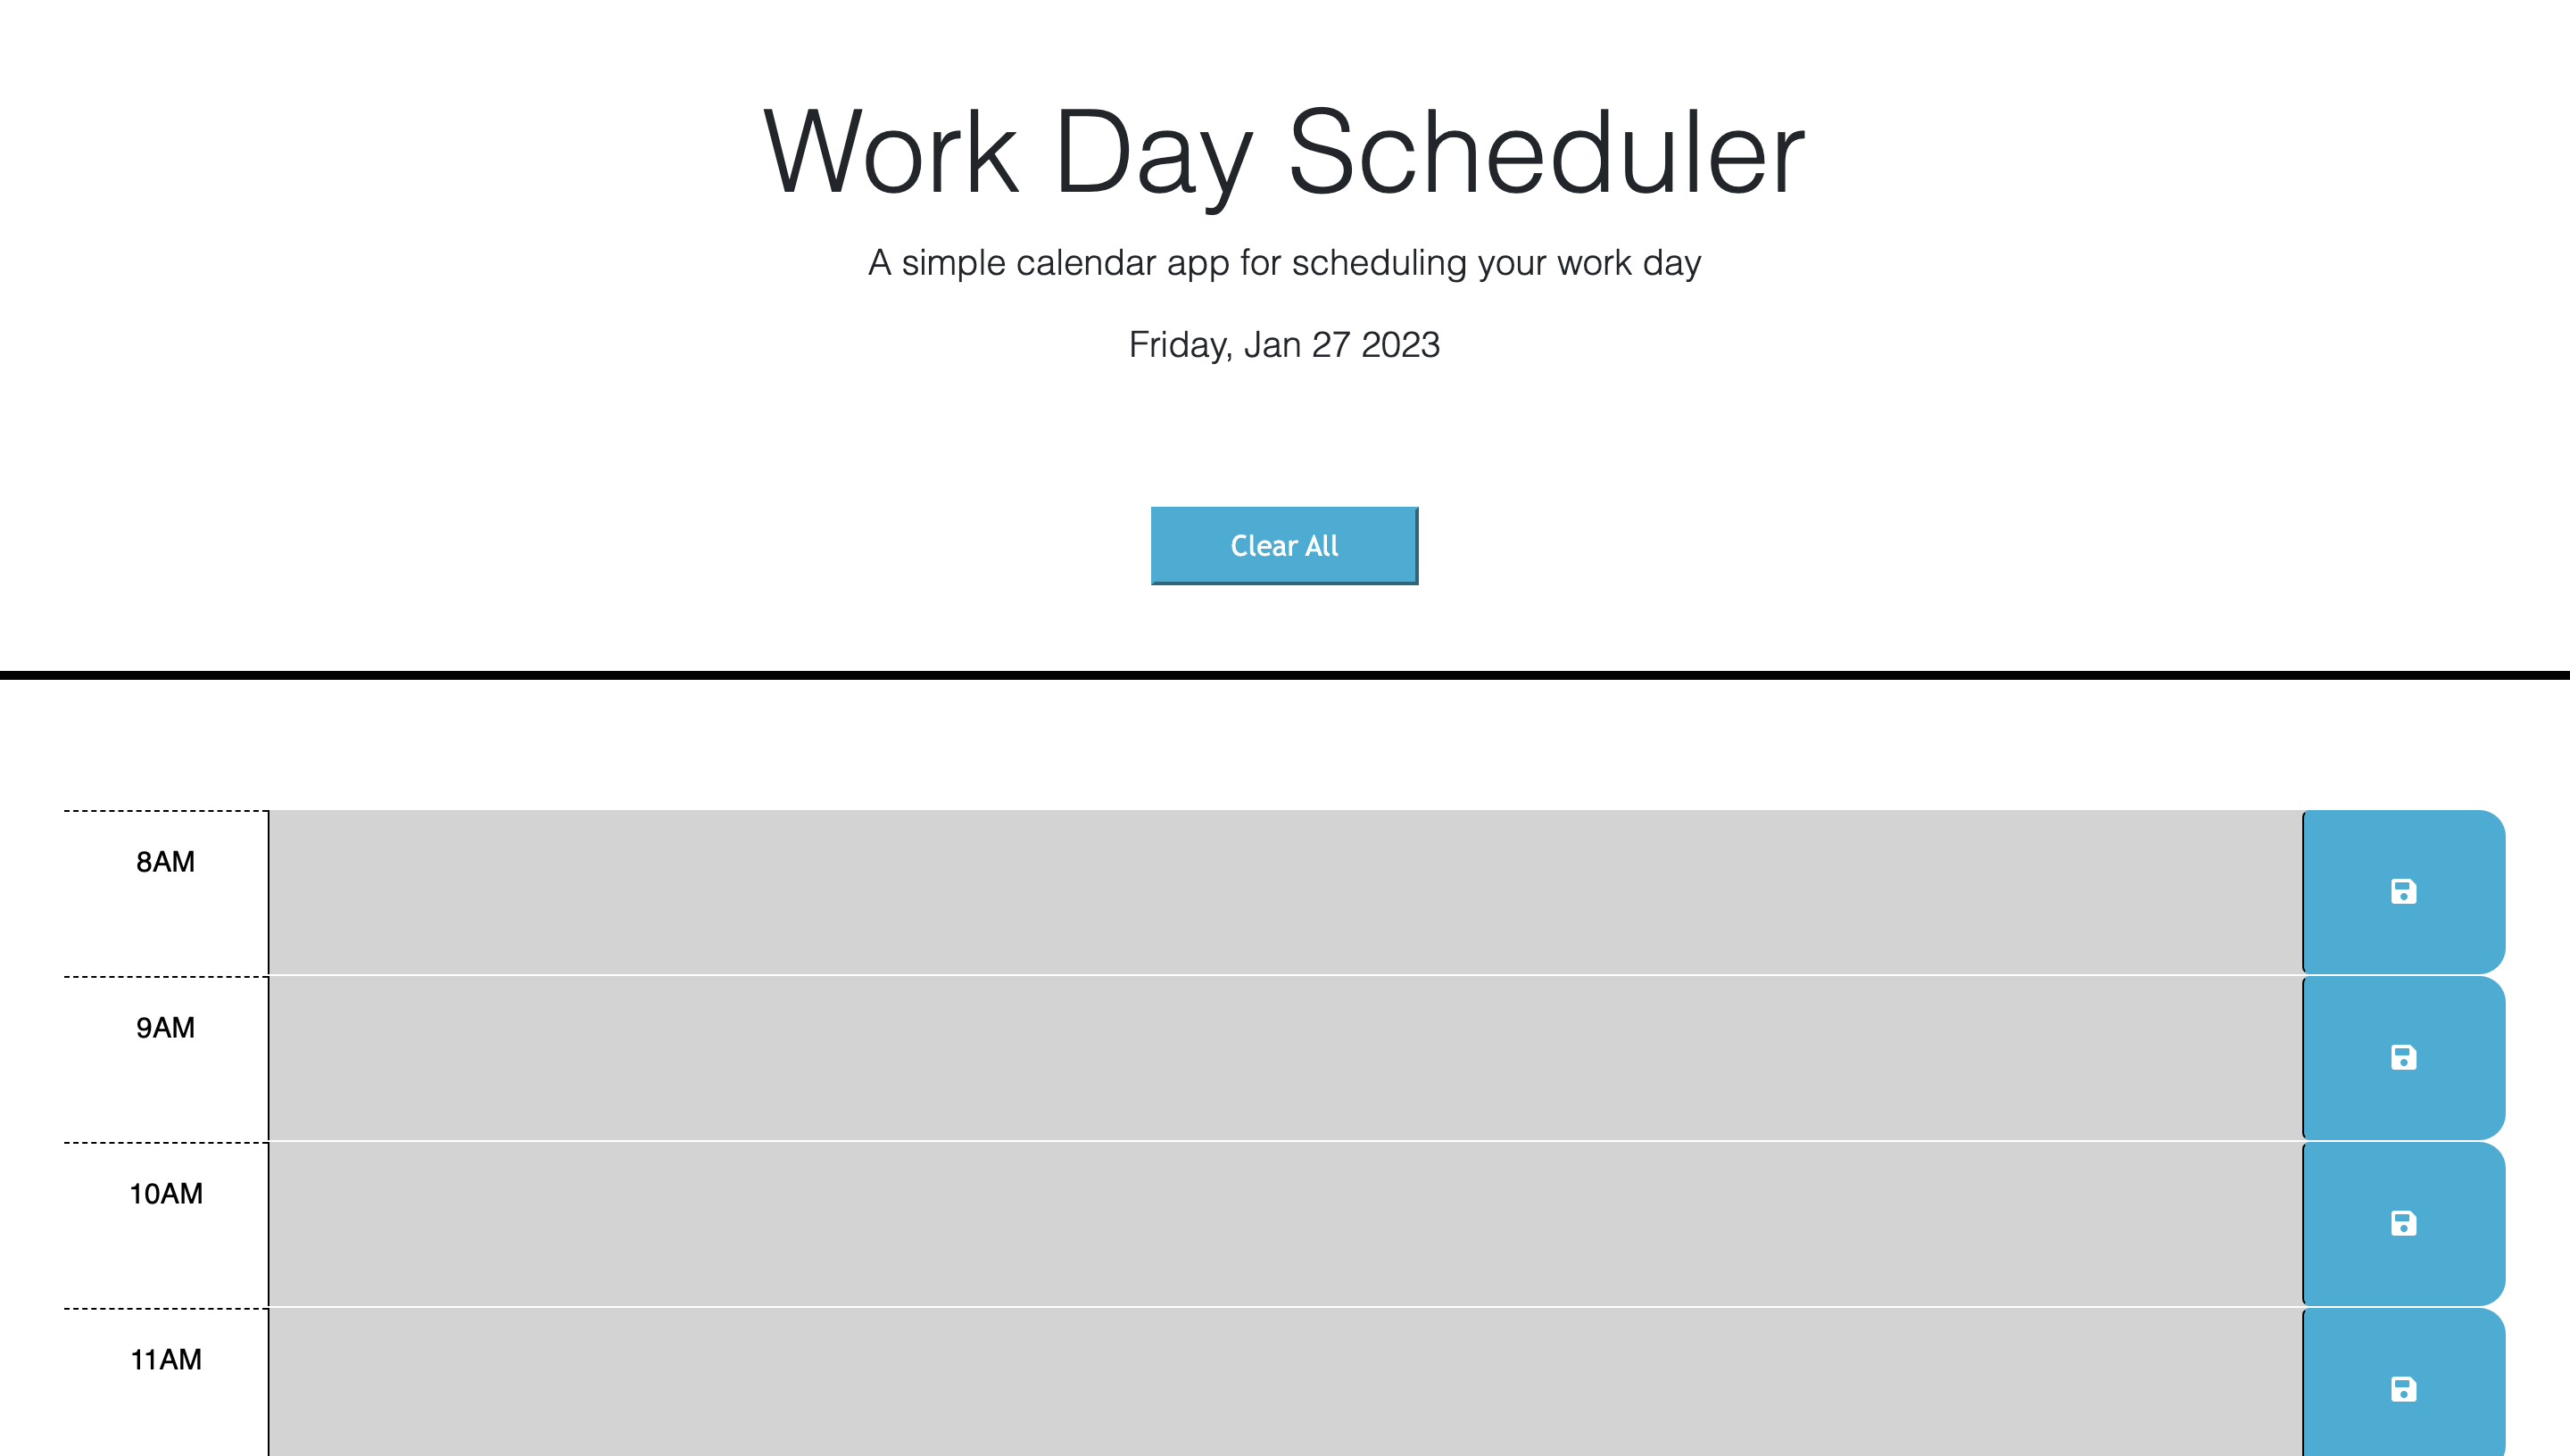 Work Day Scheduler
A simple calendar app for scheduling your work day
Friday, Jan 27 2023
Clear All
8AM
9AM
10AM
11AM